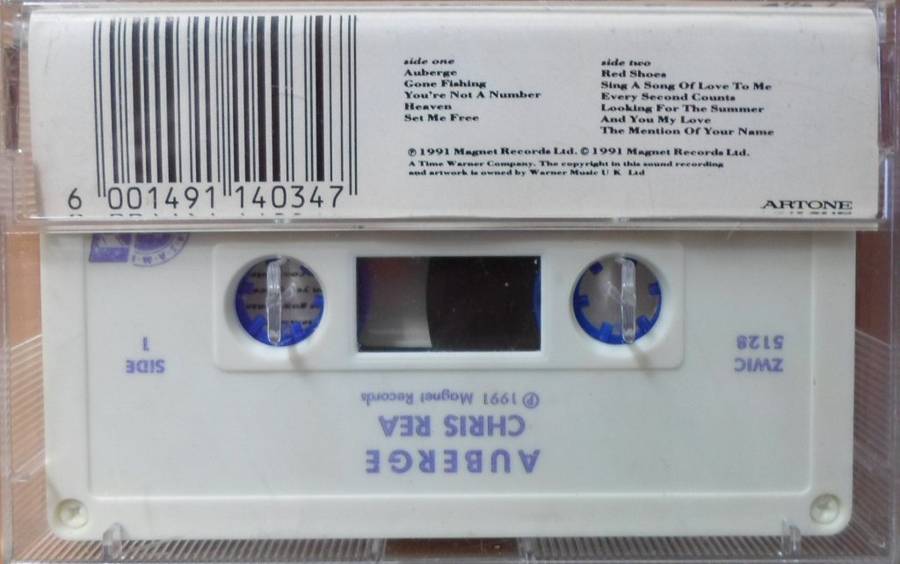 side one
Auberge
Gone Fishing
You're Not A Number
Heaven
Set Me Free
side two
Red Shoes
Sing A Song Of Love To Me
Every Second Counts
Looking For The Summer
And You My Love
The Mention Of Your Name
℗ 1991 Magnet Records Ltd. © 1991 Magnet Records Ltd.
A Time Warner Company. The copyright in this sound recording
and artwork is owned by Warner Music U K Ltd
6 001491 140347
ARTONE
SIDE
1
ZWIC
5128
℗ 1991 Magnet Records
CHRIS REA
AUBERGE